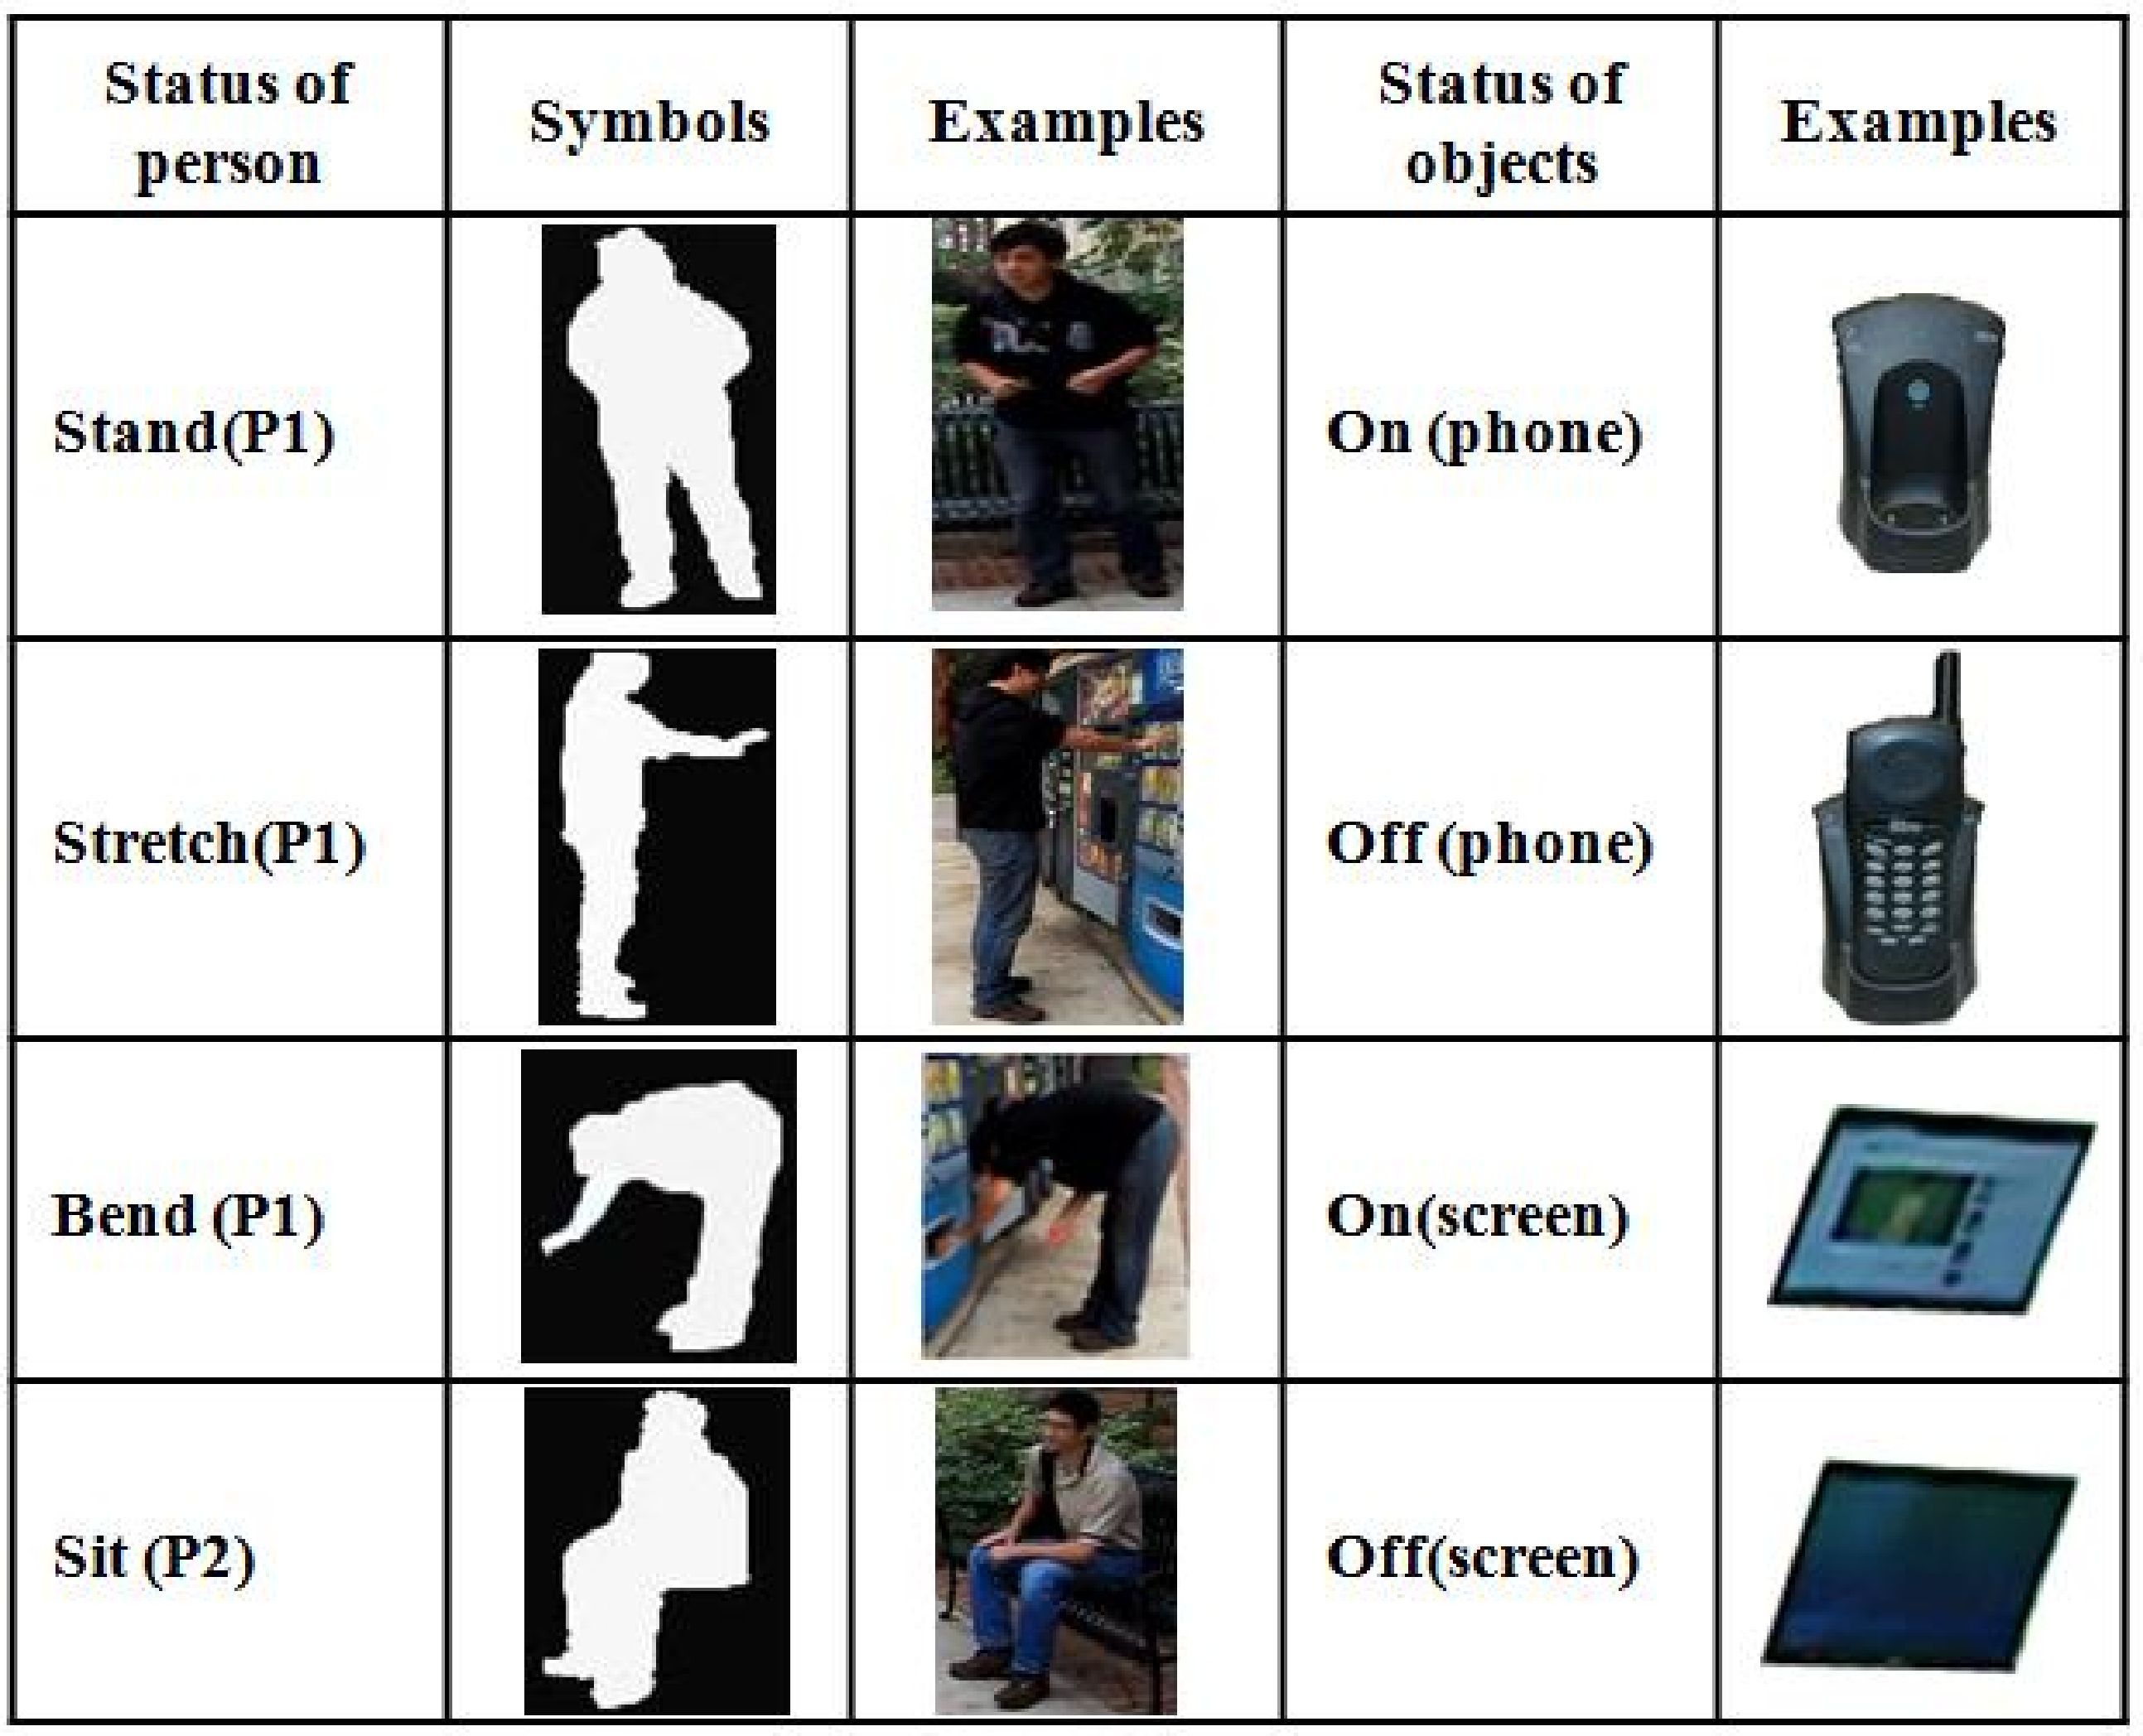 Status of
person
Symbols
Examples
Status of
objects
Examples
Stand(P1)
On (phone)
Stretch(P1)
Off (phone)
Bend (P1)
On(screen)
Sit (P2)
Off(screen)